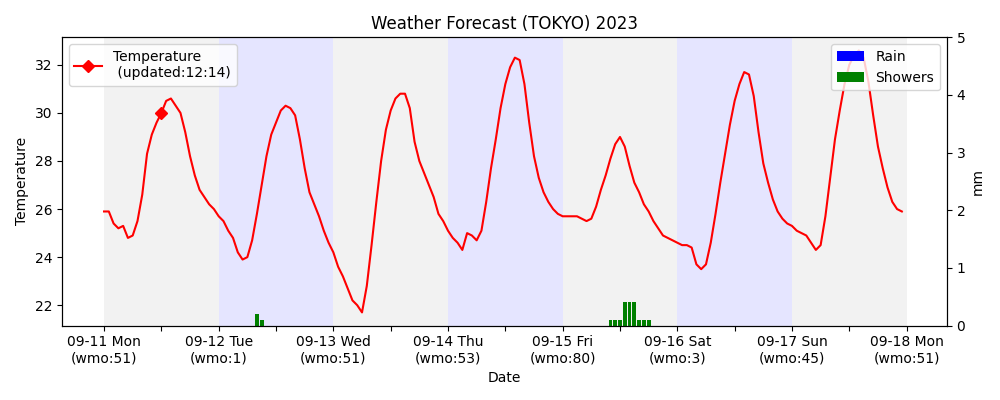 Weather Forecast (TOKYO) 2023
Temperature
(updated:12:14)
Rain
Showers
Temperature
32
30
28
26
24
22
5
4
3
2
1
0
mm
09-11 Mon
(wmo:51)
09-12 Tue
(wmo:1)
09-13 Wed
(wmo:51)
09-14 Thu
(wmo:53)
09-15 Fri
(wmo:80)
09-16 Sat
(wmo:3)
09-17 Sun
(wmo:45)
09-18 Mon
(wmo:51)
Date